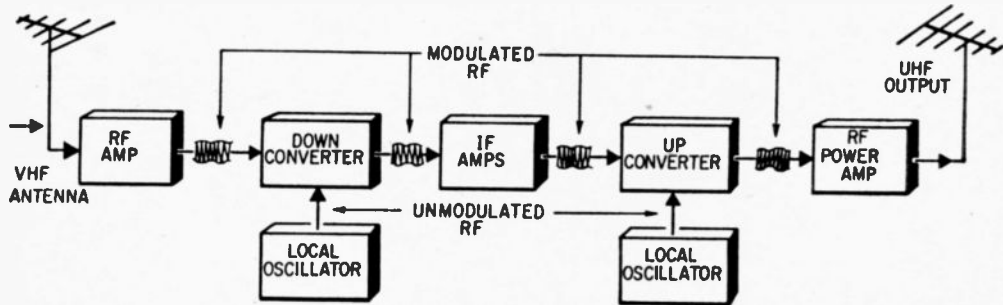 MODULATED
RF
UHF
OUTPUT
RF
AMP
DOWN
CONVERTER
IF
AMPS
UP
CONVERTER
RF
POWER
AMP
VHF
ANTENNA
UNMODULATED
RF
LOCAL
OSCILLATOR
LOCAL
OSCILLATOR